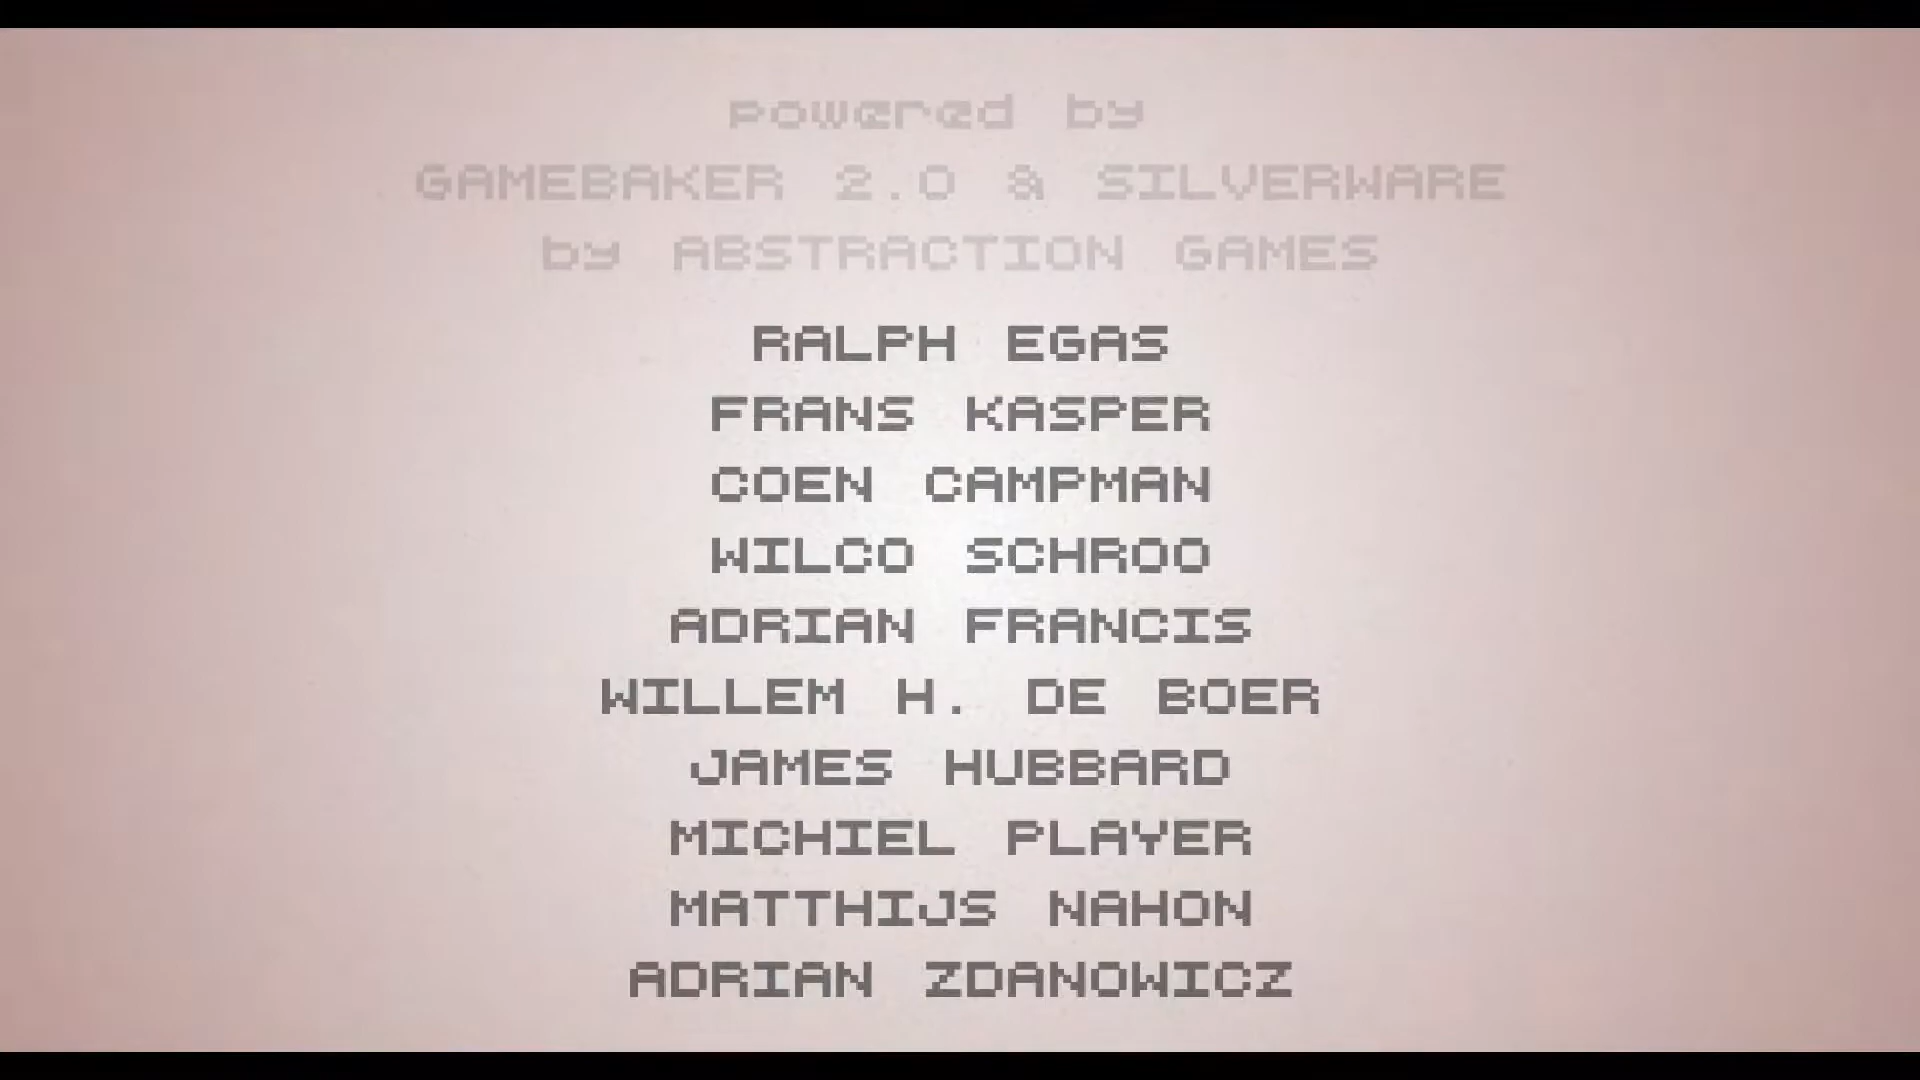 powered by
GAMEBAKER 2.0 & SILVERWARE
by ABSTRACTION GAMES
RALPH EGAS
FRANS KASPER
COEN CAMPMAN
WILCO SCHROO
ADRIAN FRANCIS
WILLEM H. DE BOER
JAMES HUBBARD
MICHIEL PLAYER
MATTHIJS NAHON
ADRIAN ZDANOWICZ